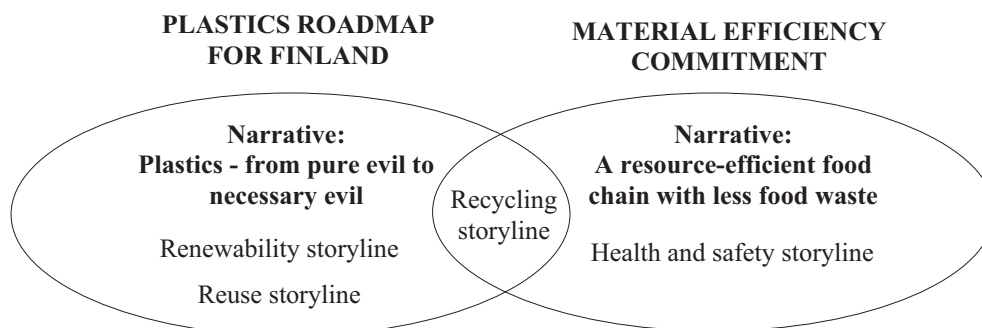 PLASTICS ROADMAP
FOR FINLAND
MATERIAL EFFICIENCY
COMMITMENT
Narrative:
Plastics - from pure evil to
necessary evil
Renewability storyline
Reuse storyline
Recycling
storyline
Narrative:
A resource-efficient food
chain with less food waste
Health and safety storyline